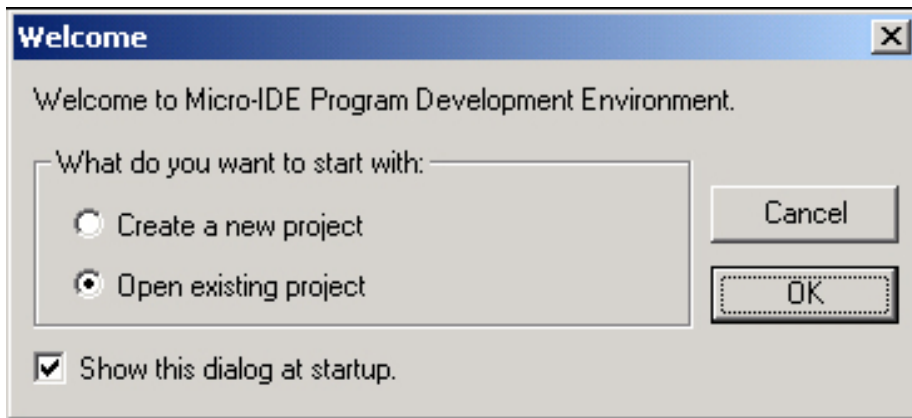 Welcome
Welcome to Micro-IDE Program Development Environment.
What do you want to start with:
Create a new project
Open existing project
Cancel
OK
Show this dialog at startup.